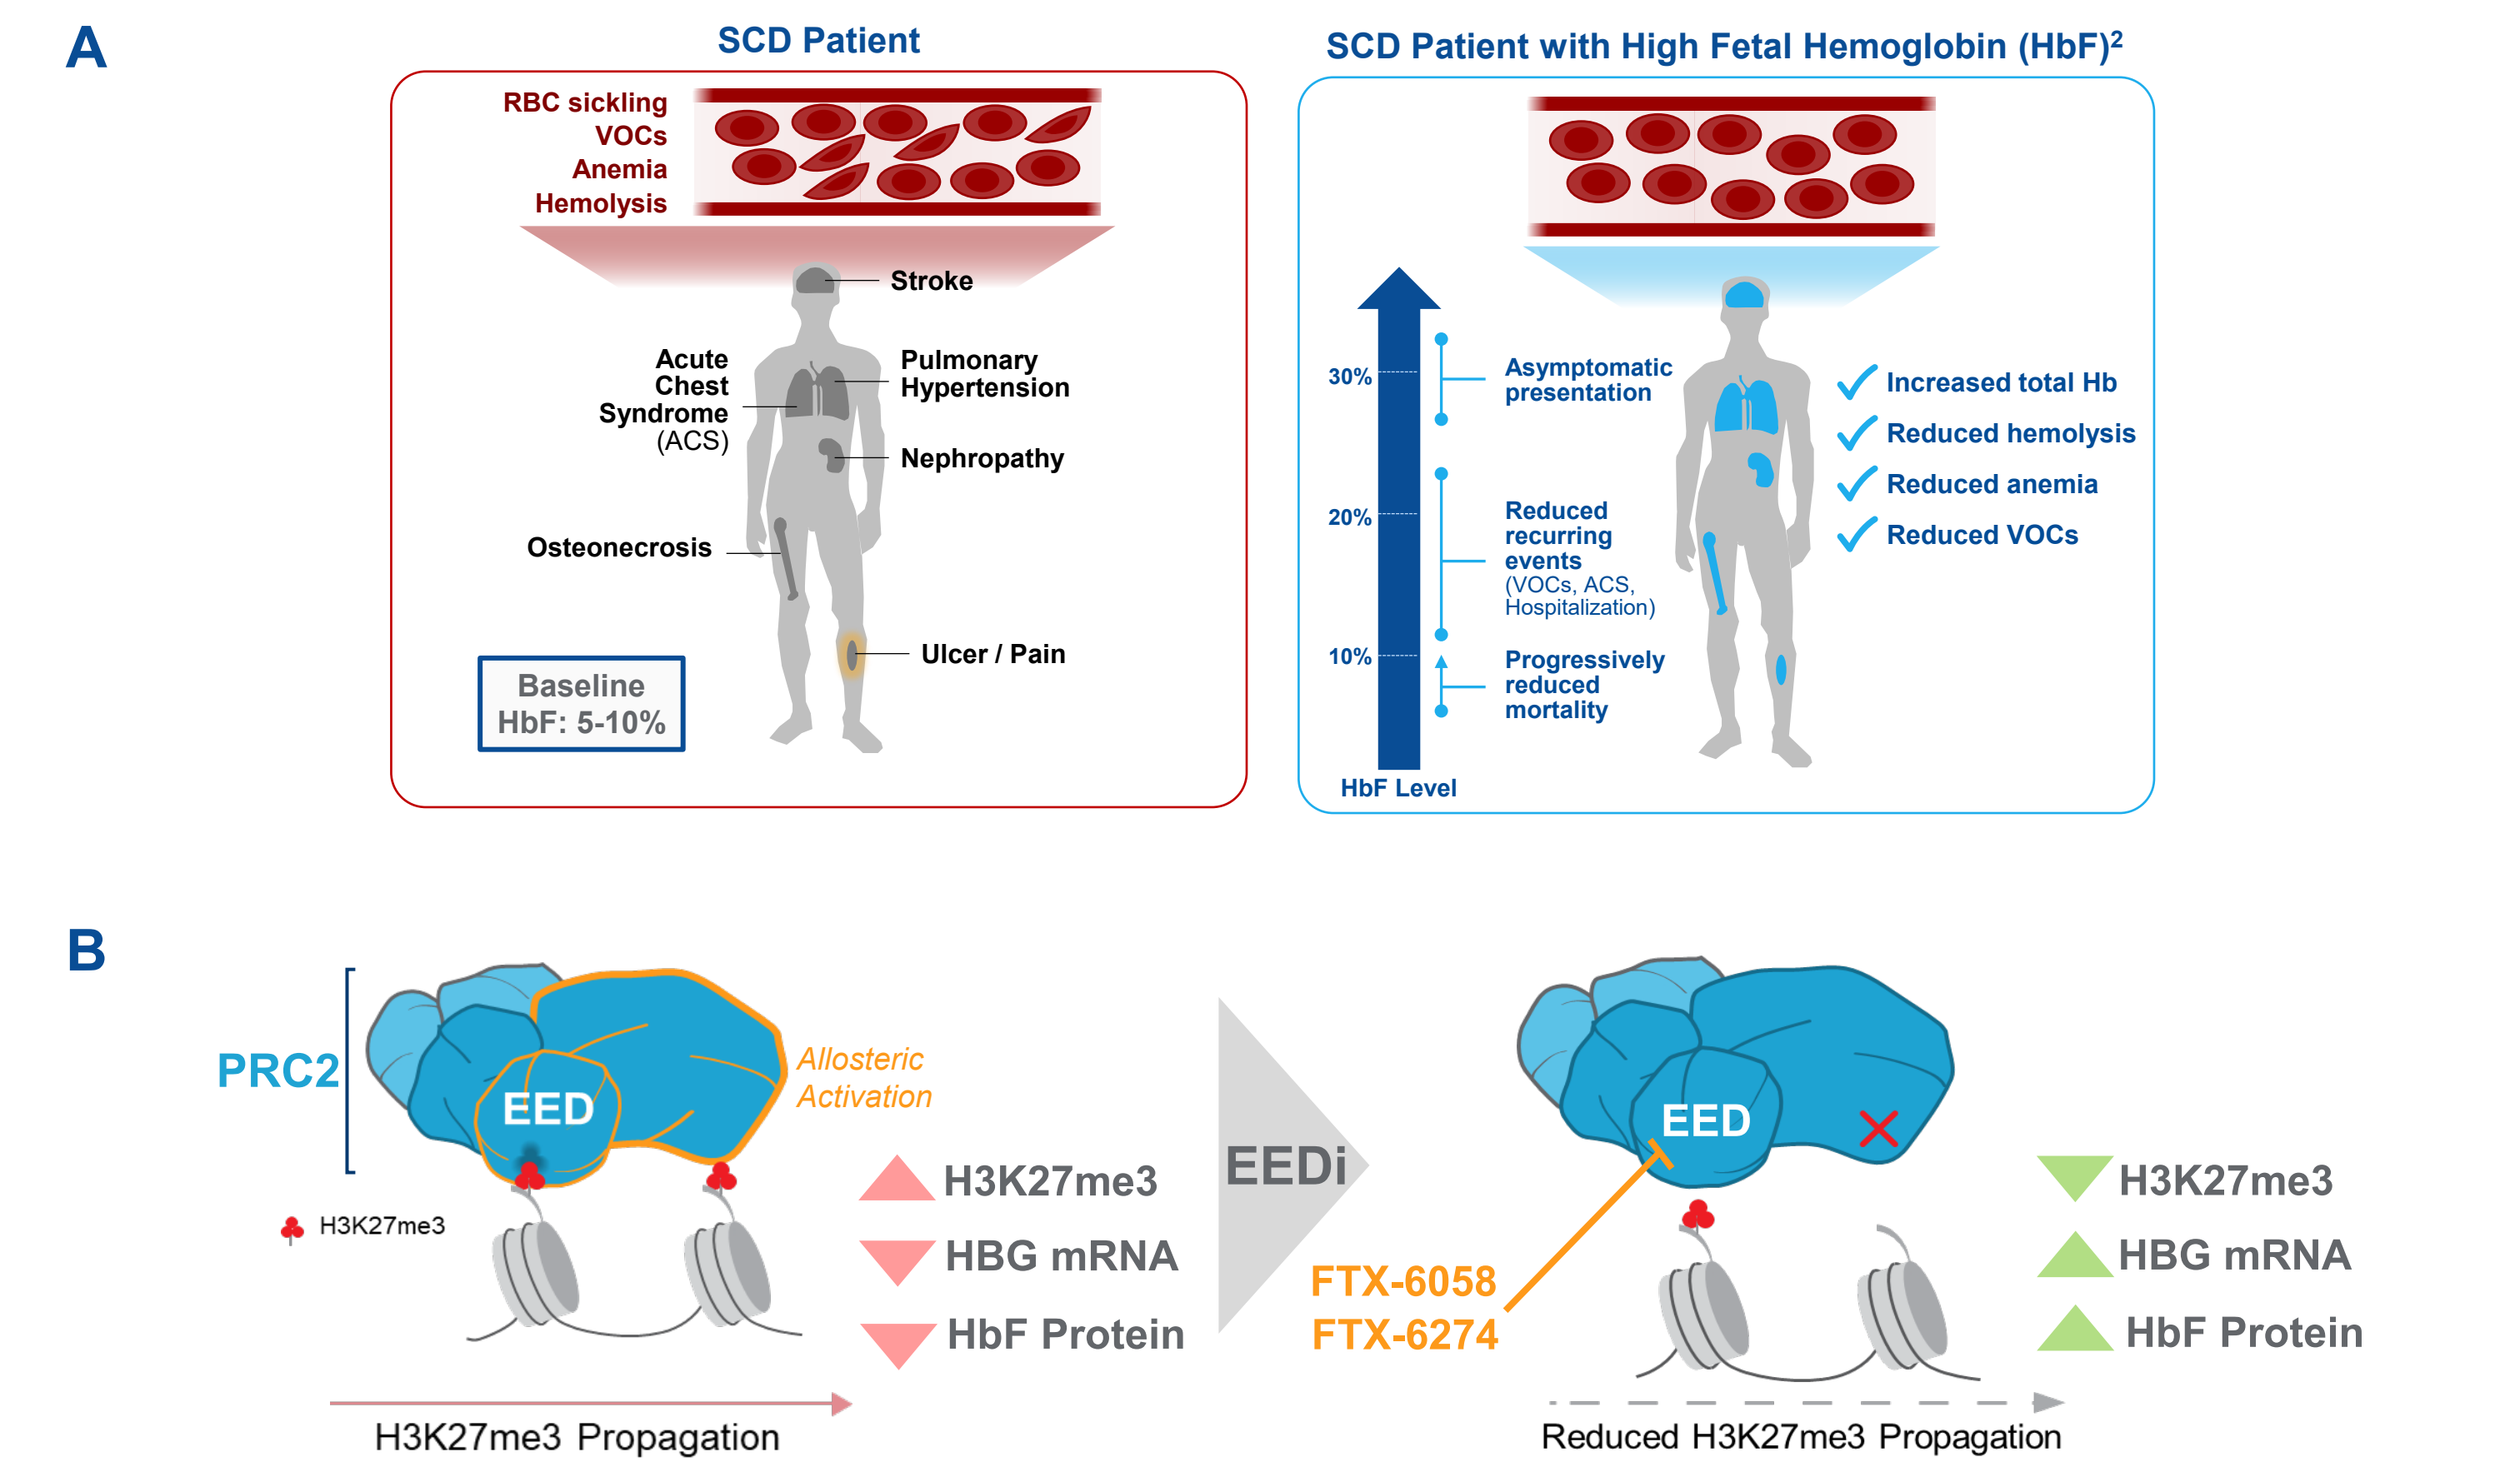 A
SCD Patient
RBC sickling
VOCs
Anemia
Hemolysis
Stroke
Acute
Chest
Syndrome
(ACS)
Pulmonary
Hypertension
Nephropathy
Osteonecrosis
Ulcer / Pain
Baseline
HbF: 5-10%
SCD Patient with High Fetal Hemoglobin (HbF)²
30%
20%
10%
HbF Level
Asymptomatic
presentation
Reduced
recurring
events
(VOCs, ACS,
Hospitalization)
Progressively
reduced
mortality
Increased total Hb
Reduced hemolysis
Reduced anemia
Reduced VOCs
B
PRC2
EED
Allosteric
Activation
H3K27me3
H3K27me3
HBG mRNA
HbF Protein
H3K27me3 Propagation
EEDi
EED
FTX-6058
FTX-6274
H3K27me3
HBG mRNA
HbF Protein
Reduced H3K27me3 Propagation